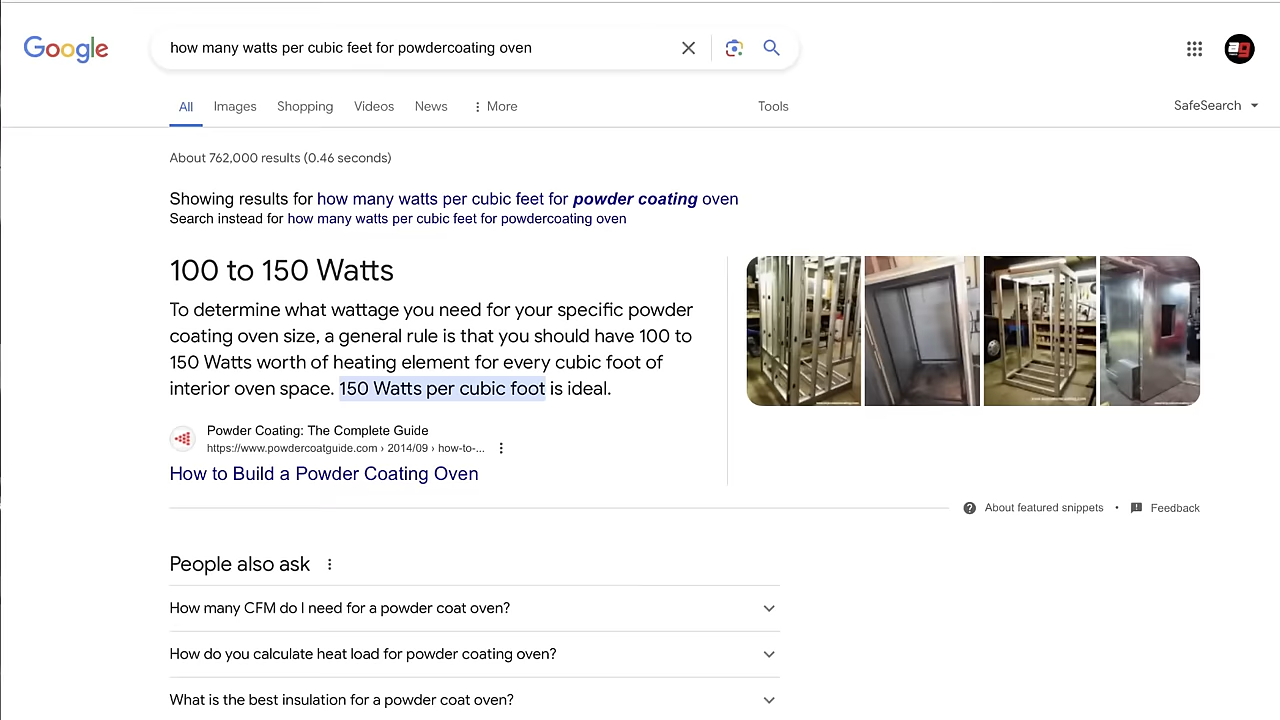 Google
how many watts per cubic feet for powdercoating oven
ag
All Images Shopping Videos News More Tools SafeSearch
About 762,000 results (0.46 seconds)
Showing results for how many watts per cubic feet for powder coating oven
Search instead for how many watts per cubic feet for powdercoating oven
100 to 150 Watts
To determine what wattage you need for your specific powder
coating oven size, a general rule is that you should have 100 to
150 Watts worth of heating element for every cubic foot of
interior oven space. 150 Watts per cubic foot is ideal.
Powder Coating: The Complete Guide
https://www.powdercoatguide.com › 2014/09 › how-to-...
How to Build a Powder Coating Oven
About featured snippets • Feedback
People also ask
How many CFM do I need for a powder coat oven?
How do you calculate heat load for powder coating oven?
What is the best insulation for a powder coat oven?